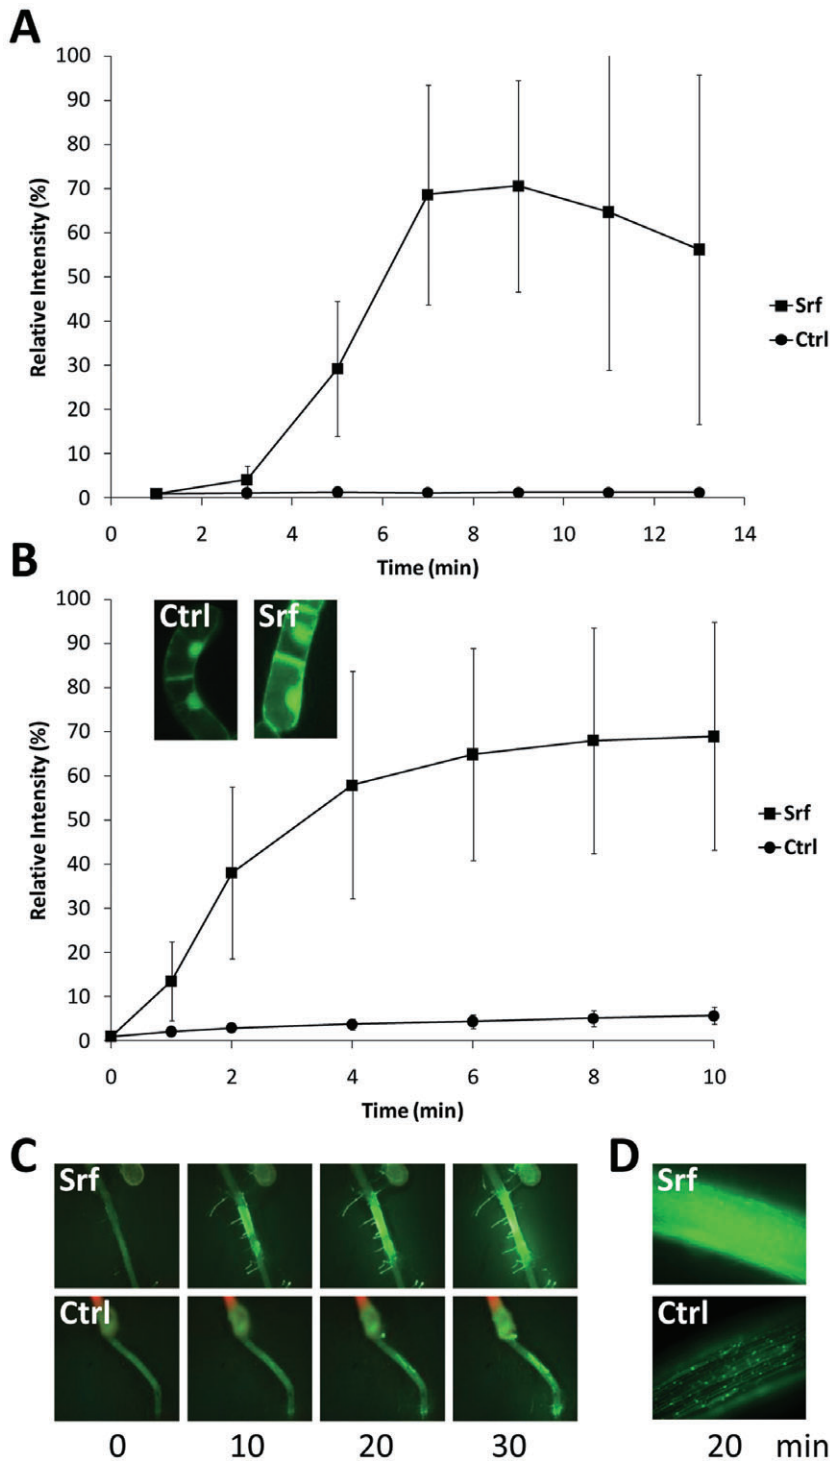 A
100
90
80
70
60
50
40
30
20
10
0
Relative Intensity (%)
Srf
Ctrl
0 2 4 6 8 10 12 14
Time (min)
B
100
90
80
70
60
50
40
30
20
10
0
Relative Intensity (%)
Ctrl Srf
Srf
Ctrl
0 2 4 6 8 10
Time (min)
C
Srf
Ctrl
0 10 20 30
D
Srf
Ctrl
20 min